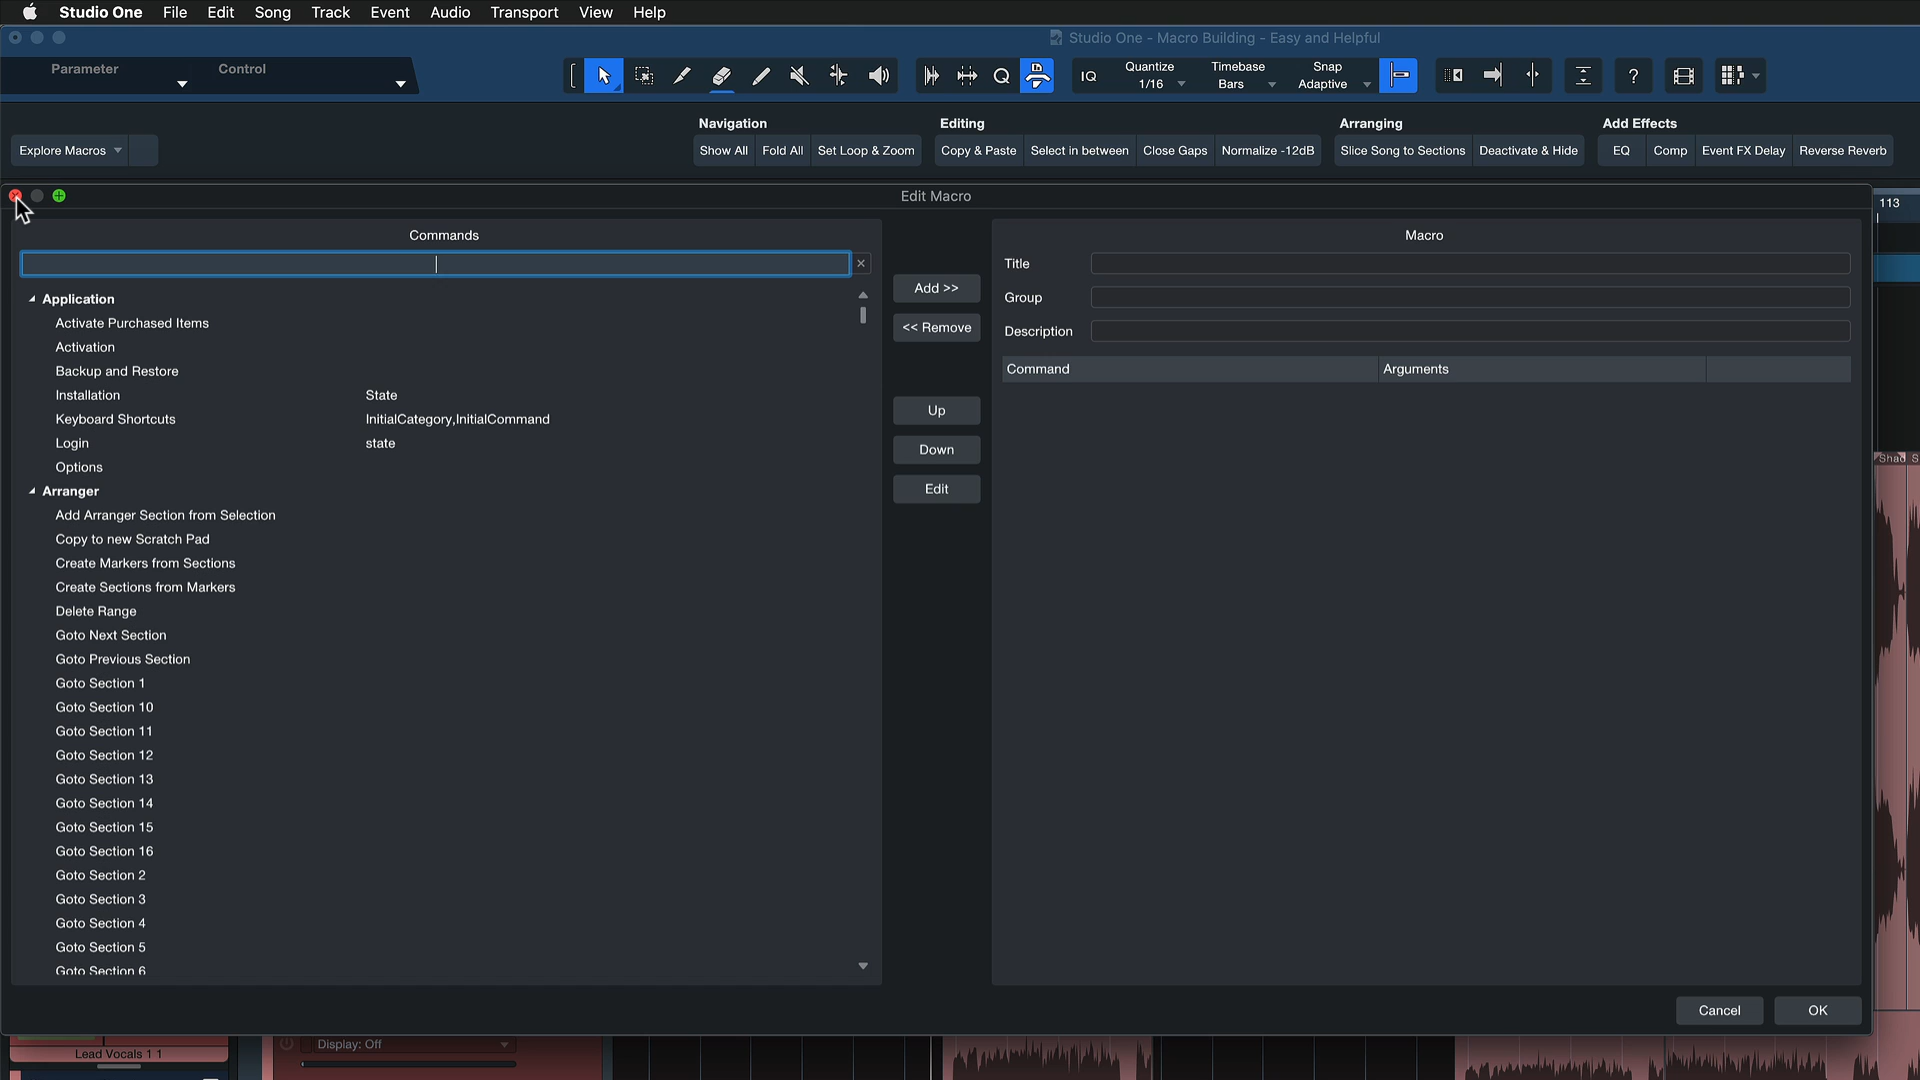 Studio One File Edit Song Track Event Audio Transport View Help
Studio One - Macro Building - Easy and Helpful
Parameter Control
IQ Quantize Timebase Snap
1/16 Bars Adaptive
?
Navigation Editing Arranging Add Effects
Explore Macros Show All Fold All Set Loop & Zoom Copy & Paste Select in between Close Gaps Normalize -12dB Slice Song to Sections Deactivate & Hide EQ Comp Event FX Delay Reverse Reverb
Edit Macro
113
Commands
Macro
Title
Group
Description
Command Arguments
Add >>
<< Remove
Up
Down
Edit
Application
Activate Purchased Items
Activation
Backup and Restore
Installation State
Keyboard Shortcuts InitialCategory,InitialCommand
Login state
Options
Arranger
Add Arranger Section from Selection
Copy to new Scratch Pad
Create Markers from Sections
Create Sections from Markers
Delete Range
Goto Next Section
Goto Previous Section
Goto Section 1
Goto Section 10
Goto Section 11
Goto Section 12
Goto Section 13
Goto Section 14
Goto Section 15
Goto Section 16
Goto Section 2
Goto Section 3
Goto Section 4
Goto Section 5
Goto Section 6
Shad S
Cancel OK
Lead Vocals 1 1
Display: Off